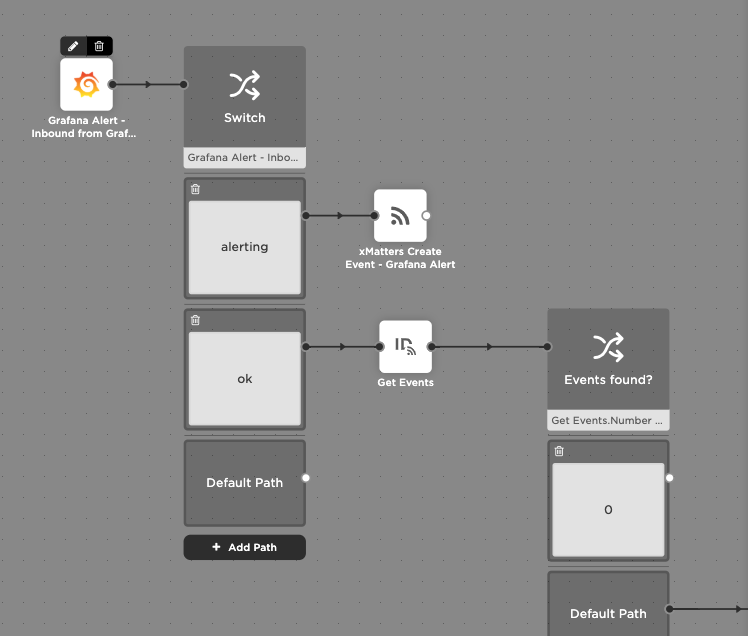 Grafana Alert -
Inbound from Graf...
Switch
Grafana Alert - Inbo...
alerting
xMatters Create
Event - Grafana Alert
ok
ID
Get Events
Events found?
Get Events.Number ...
0
Default Path
+ Add Path
Default Path